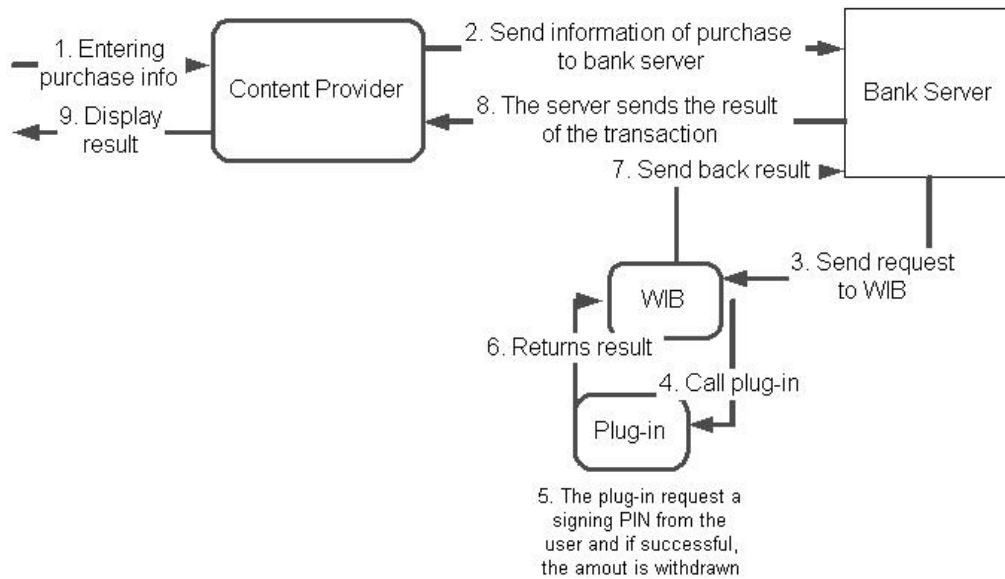 1. Entering
purchase info
9. Display
result
Content Provider
2. Send information of purchase
to bank server
8. The server sends the result
of the transaction
7. Send back result
Bank Server
3. Send request
to WIB
WIB
6. Returns result
4. Call plug-in
Plug-in
5. The plug-in request a
signing PIN from the
user and if successful,
the amout is withdrawn